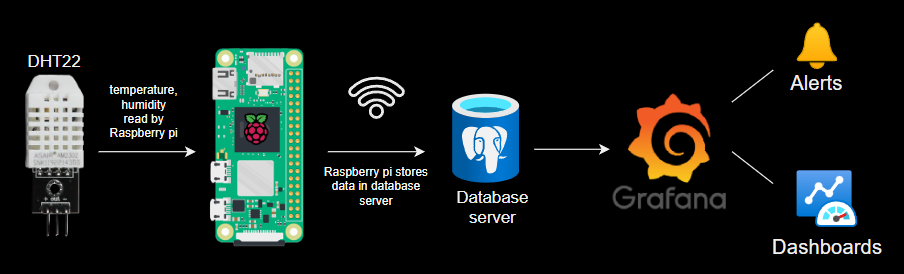 DHT22
temperature,
humidity
read by
Raspberry pi
Raspberry pi stores
data in database
server
Database
server
Grafana
Alerts
Dashboards
+ out -